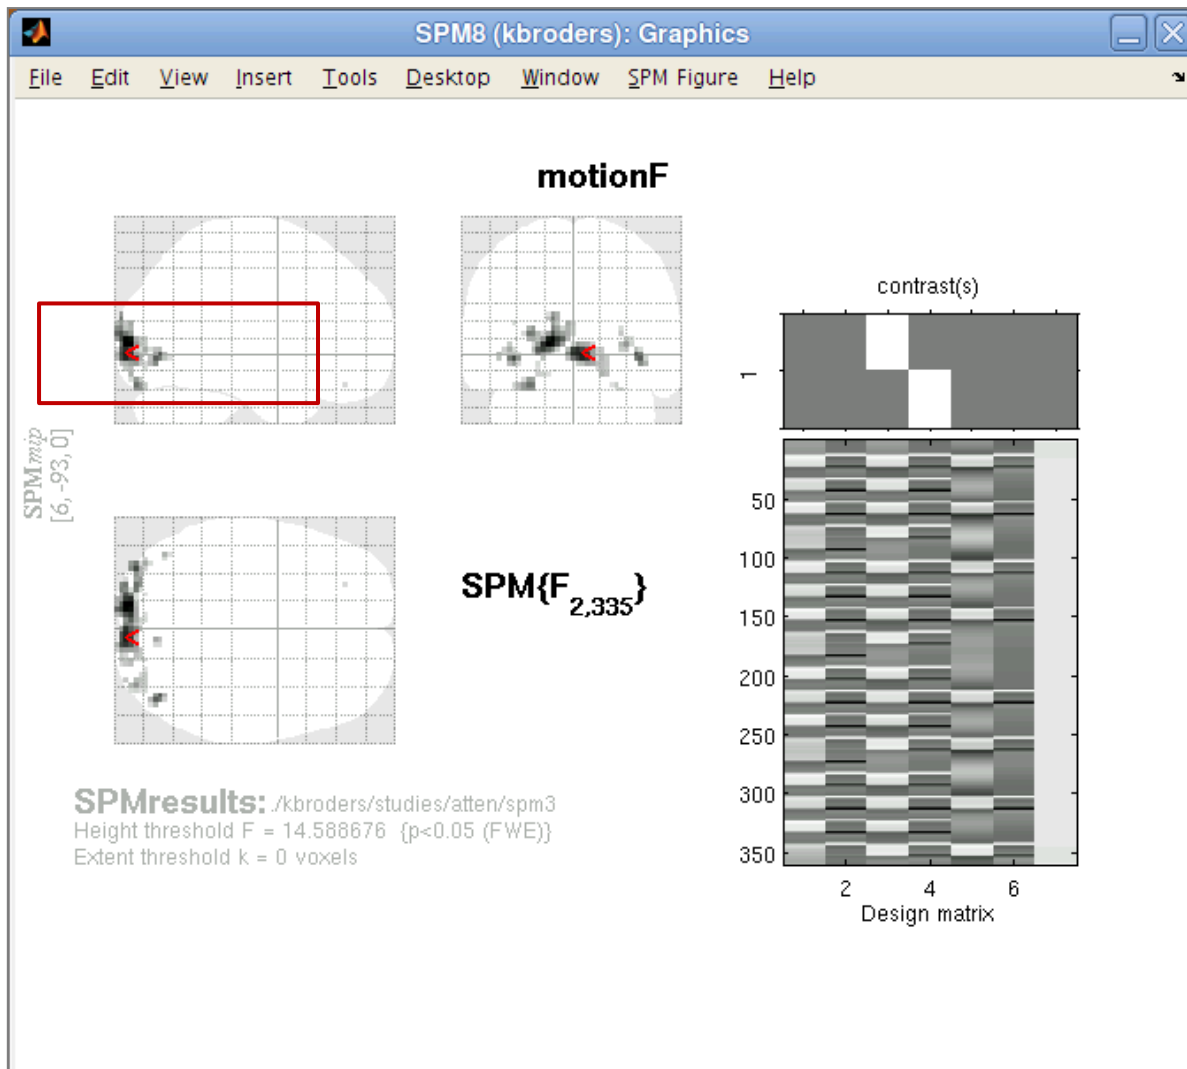 SPM8 (kbroders): Graphics
File Edit View Insert Tools Desktop Window SPM Figure Help
motionF
contrast(s)
1
SPMmip
[6, -93, 0]
<
<
<
SPM{F2,335}
50
100
150
200
250
300
350
2 4 6
Design matrix
SPMresults: ./kbroders/studies/atten/spm3
Height threshold F = 14.588676 {p<0.05 (FWE)}
Extent threshold k = 0 voxels